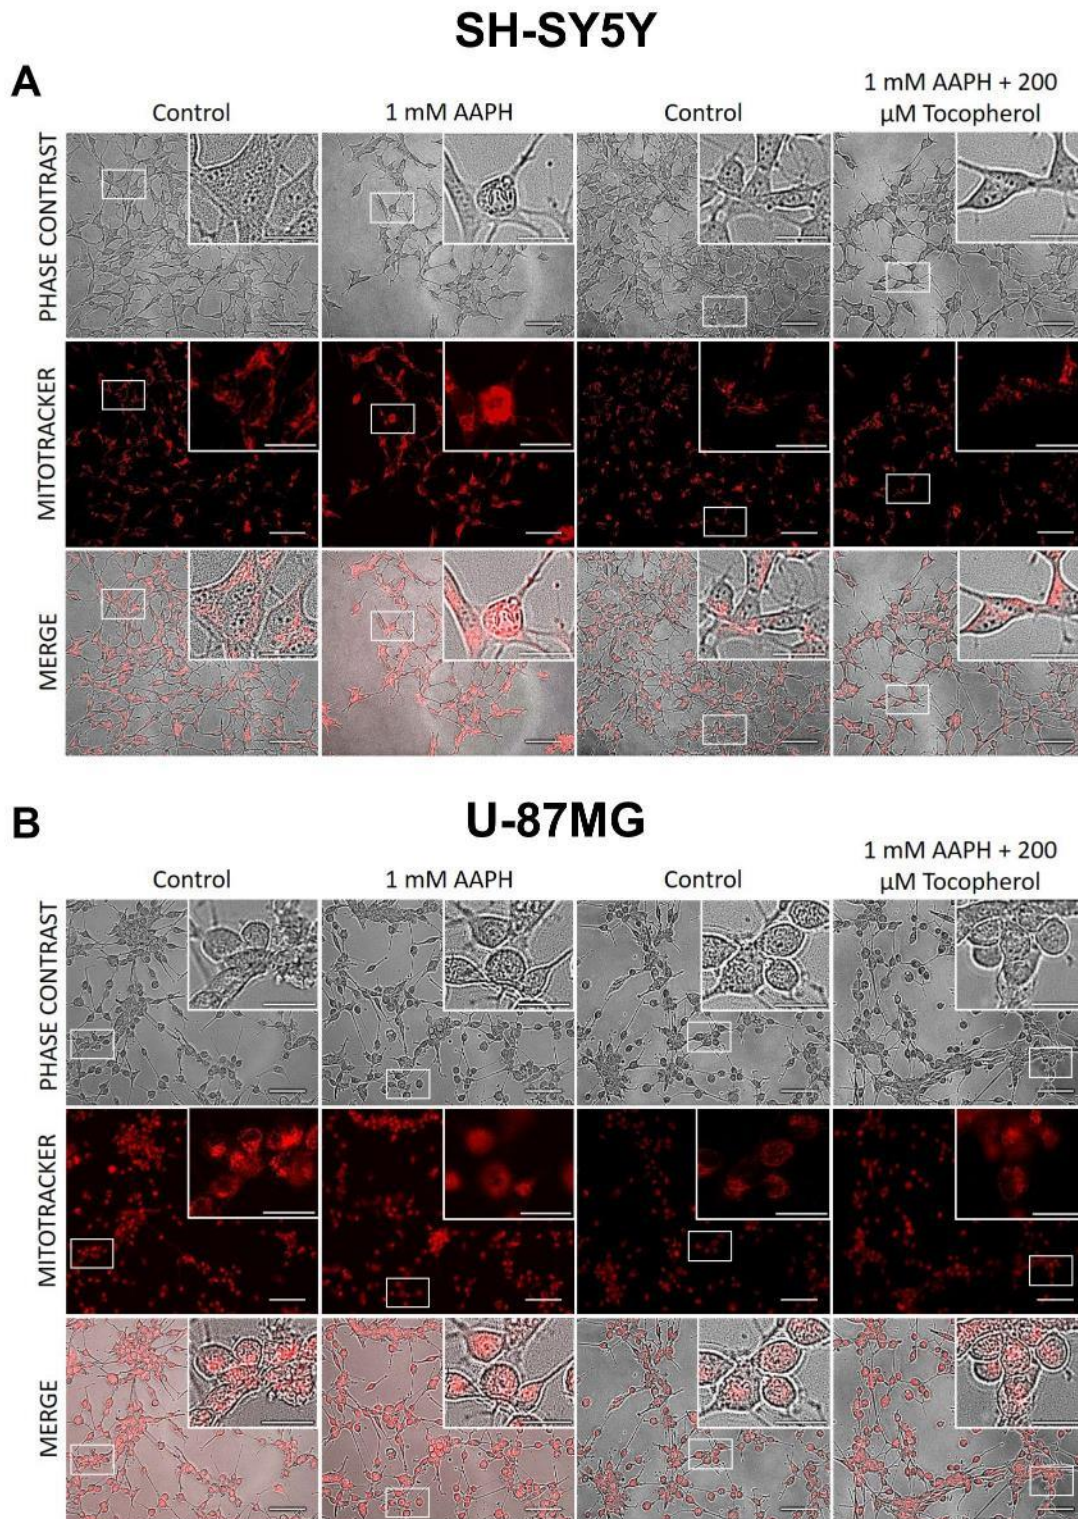 SH-SY5Y
A
Control
1 mM AAPH
Control
1 mM AAPH + 200
µM Tocopherol
PHASE CONTRAST
MITOTRACKER
MERGE
U-87MG
B
Control
1 mM AAPH
Control
1 mM AAPH + 200
µM Tocopherol
PHASE CONTRAST
MITOTRACKER
MERGE